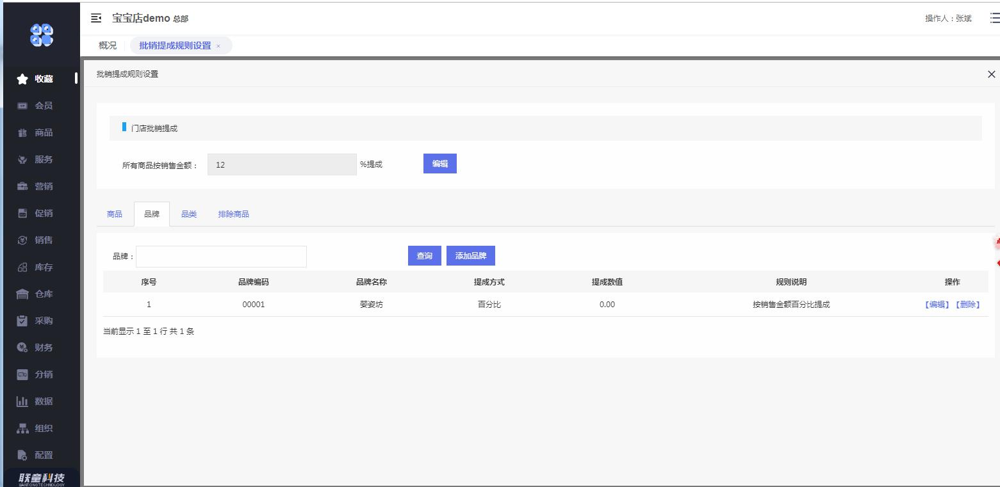 宝宝店demo 总部
操作人：张斌
概况
批销提成规则设置 ×
收藏
会员
商品
服务
营销
促销
销售
库存
仓库
采购
财务
分销
数据
组织
配置
联童科技
LIANTONGTECHNOLOGY
批销提成规则设置
门店批销提成
所有商品按销售金额： 12 %提成 编辑
商品 品牌 品类 排除商品
品牌： 查询 添加品牌
序号 品牌编码 品牌名称 提成方式 提成数值 规则说明 操作
1 00001 婴姿坊 百分比 0.00 按销售金额百分比提成 【编辑】【删除】
当前显示 1 至 1 行 共 1 条